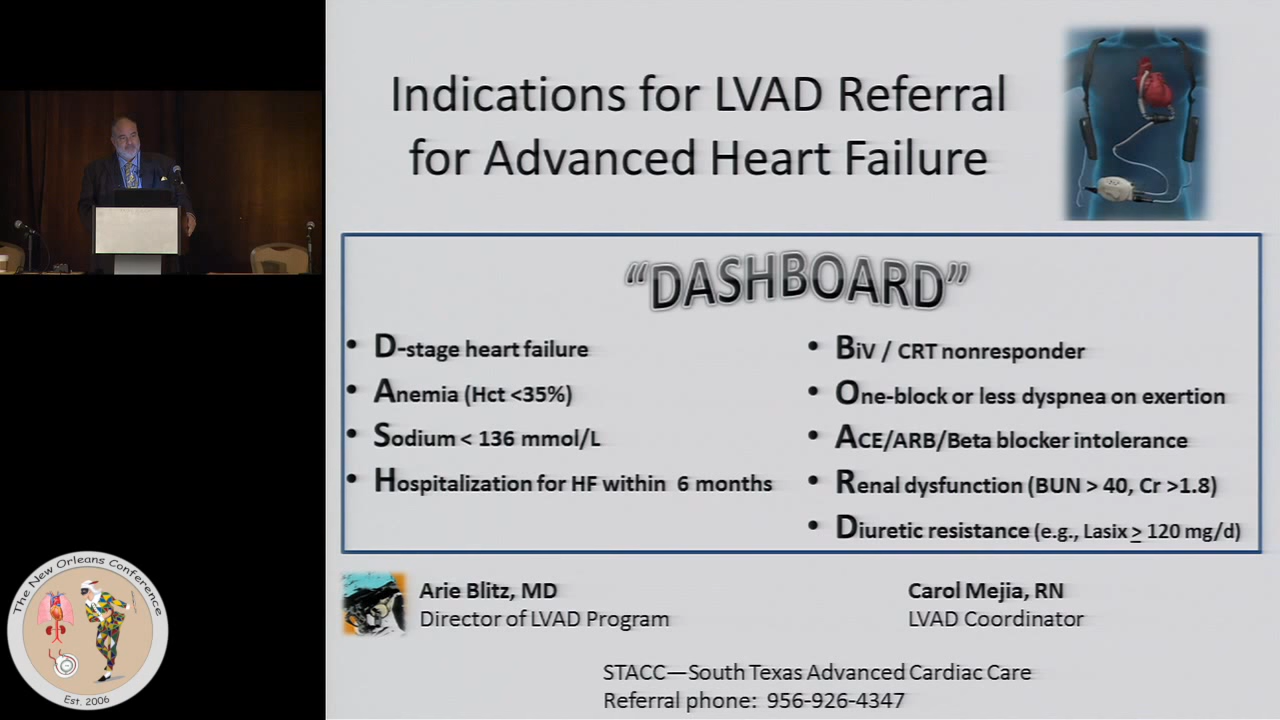 Indications for LVAD Referral
for Advanced Heart Failure
“DASHBOARD”
• D-stage heart failure
• Anemia (Hct <35%)
• Sodium < 136 mmol/L
• Hospitalization for HF within 6 months
• BiV / CRT nonresponder
• One-block or less dyspnea on exertion
• ACE/ARB/Beta blocker intolerance
• Renal dysfunction (BUN > 40, Cr >1.8)
• Diuretic resistance (e.g., Lasix ≥ 120 mg/d)
Arie Blitz, MD
Director of LVAD Program
Carol Mejia, RN
LVAD Coordinator
STACC—South Texas Advanced Cardiac Care
Referral phone: 956-926-4347
The New Orleans Conference
Est. 2006